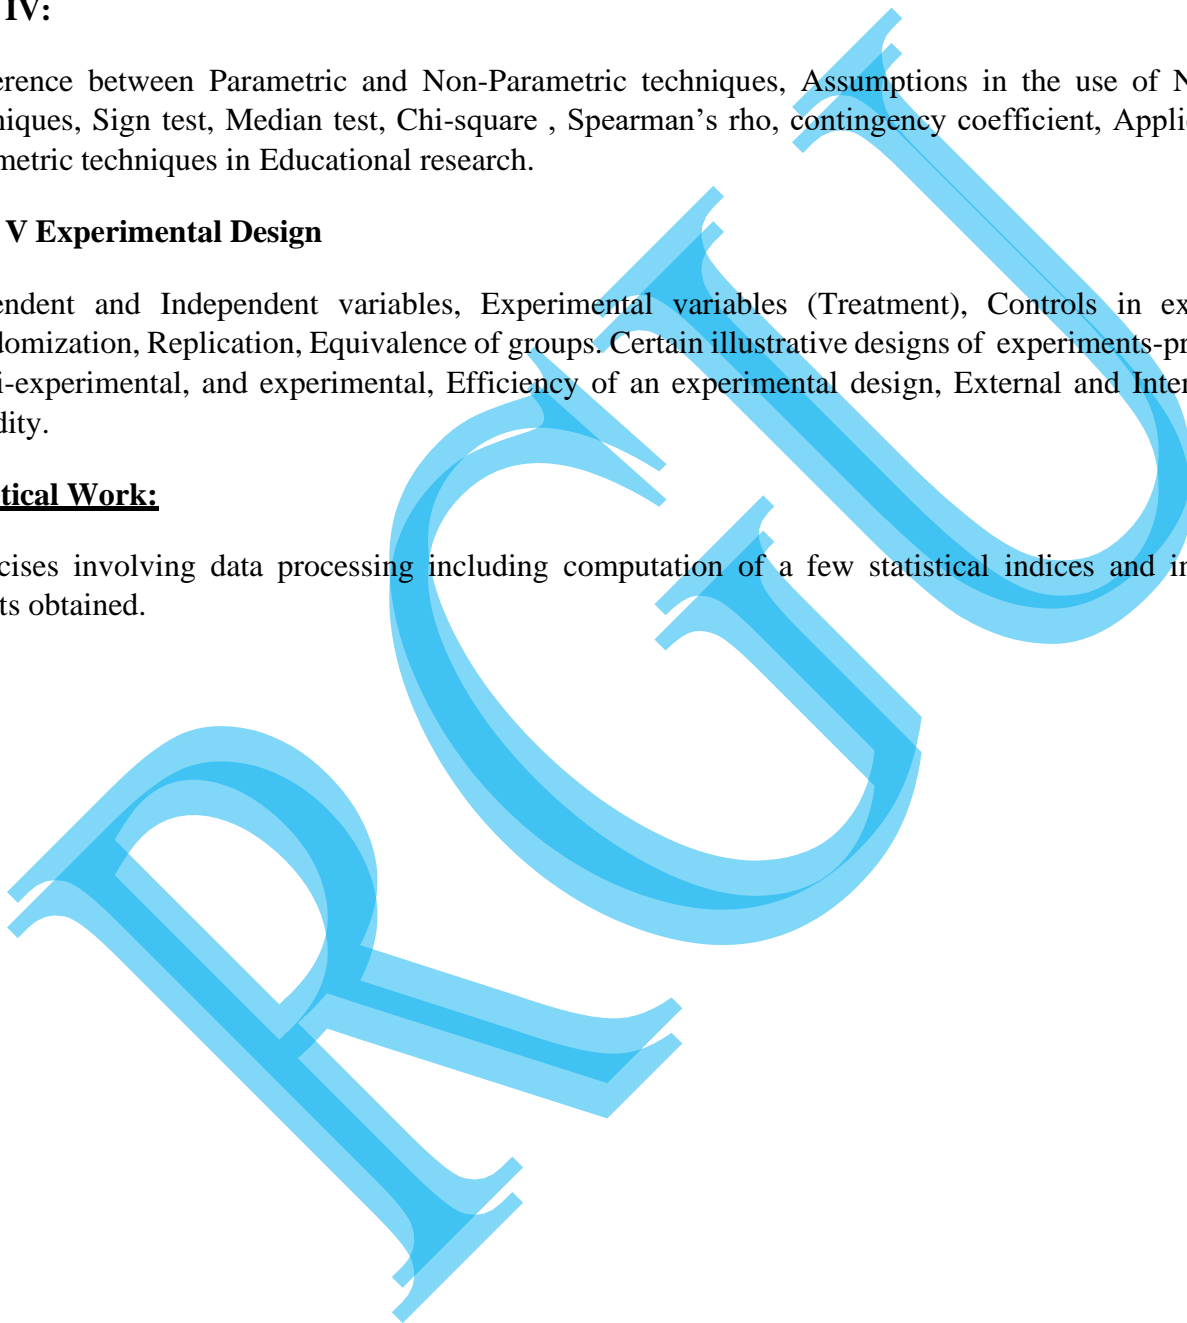 IV:
erence between Parametric and Non-Parametric techniques, Assumptions in the use of N
niques, Sign test, Median test, Chi-square , Spearman's rho, contingency coefficient, Appli
metric techniques in Educational research.
V Experimental Design
endent and Independent variables, Experimental variables (Treatment), Controls in ex
domization, Replication, Equivalence of groups. Certain illustrative designs of experiments-pr
i-experimental, and experimental, Efficiency of an experimental design, External and Inter
dity.
tical Work:
cises involving data processing including computation of a few statistical indices and in
ts obtained.
RGU